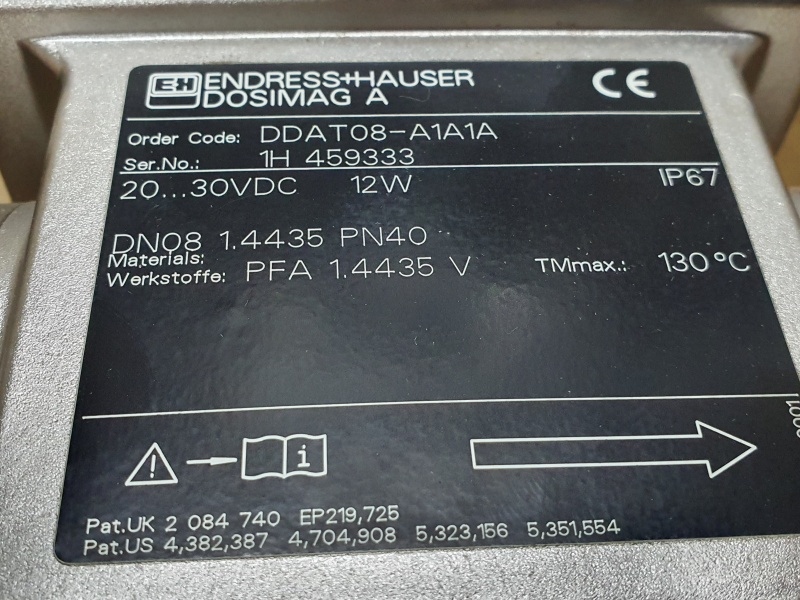 E+H ENDRESS+HAUSER
DOSIMAG A
CE
Order Code: DDAT08-A1A1A
Ser.No.: 1H 459333
20...30VDC 12W IP67
DN08 1.4435 PN40
Materials:
Werkstoffe: PFA 1.4435 V TMmax.: 130°C
i
Pat.UK 2 084 740 EP219,725
Pat.US 4,382,387 4,704,908 5,323,156 5,351,554